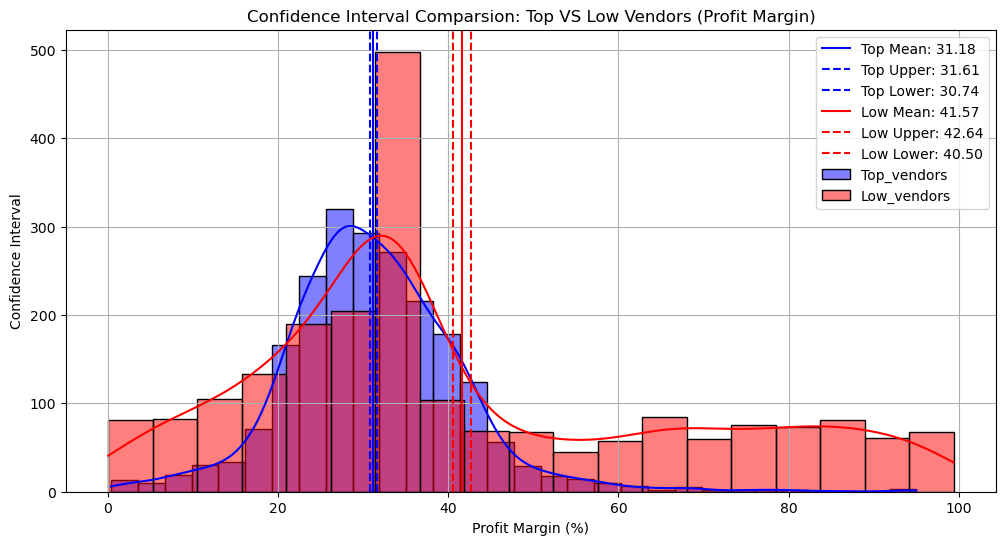 Confidence Interval Comparsion: Top VS Low Vendors (Profit Margin)
Top Mean: 31.18
Top Upper: 31.61
Top Lower: 30.74
Low Mean: 41.57
Low Upper: 42.64
Low Lower: 40.50
Top_vendors
Low_vendors
Confidence Interval
500
400
300
200
100
0
0 20 40 60 80 100
Profit Margin (%)